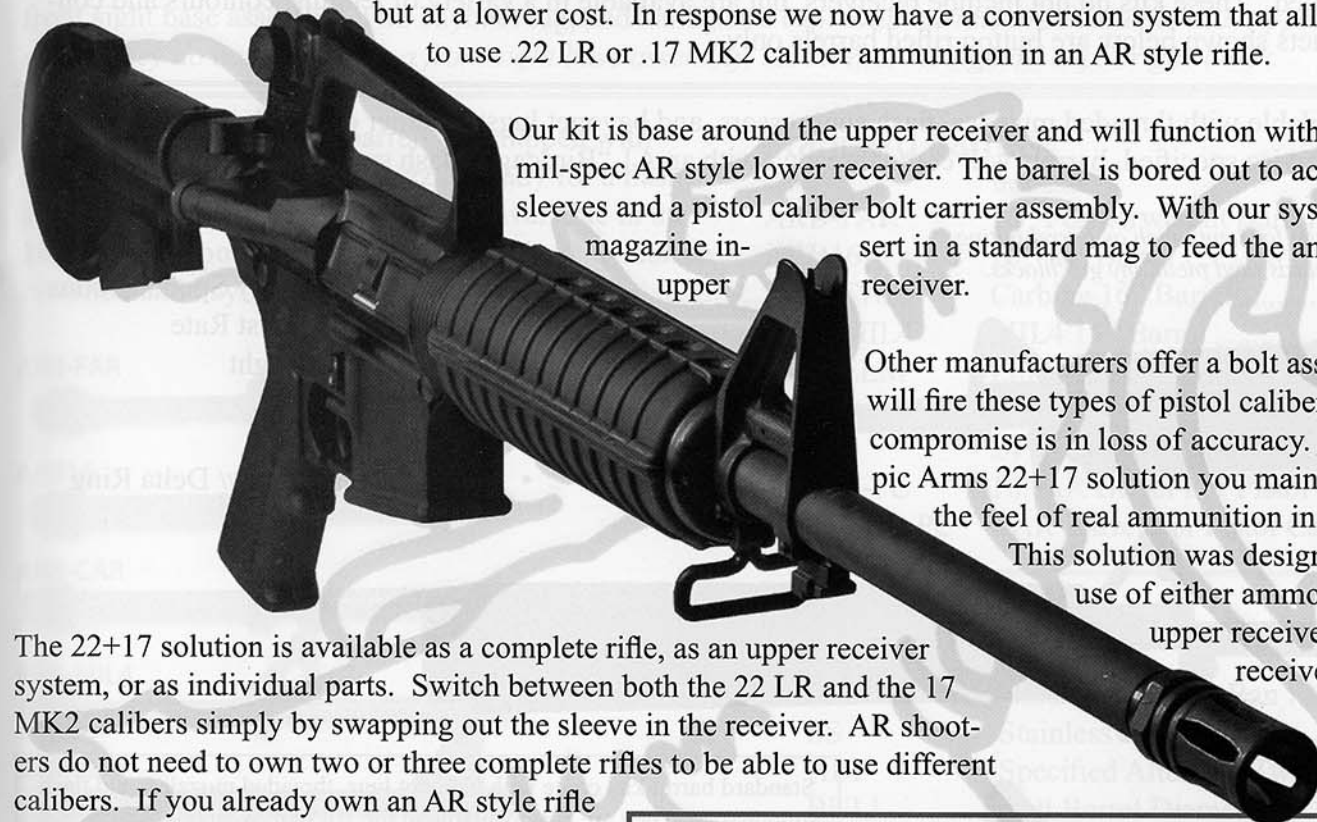 but at a lower cost. In response we now have a conversion system that all
to use .22 LR or .17 MK2 caliber ammunition in an AR style rifle.
Our kit is base around the upper receiver and will function with
mil-spec AR style lower receiver. The barrel is bored out to ac
sleeves and a pistol caliber bolt carrier assembly. With our sys
magazine in- sert in a standard mag to feed the am
upper receiver.
Other manufacturers offer a bolt ass
will fire these types of pistol calibe
compromise is in loss of accuracy.
pic Arms 22+17 solution you main
the feel of real ammunition in
This solution was design
use of either ammo
upper receive
receive
The 22+17 solution is available as a complete rifle, as an upper receiver
system, or as individual parts. Switch between both the 22 LR and the 17
MK2 calibers simply by swapping out the sleeve in the receiver. AR shoot-
ers do not need to own two or three complete rifles to be able to use different
calibers. If you already own an AR style rifle